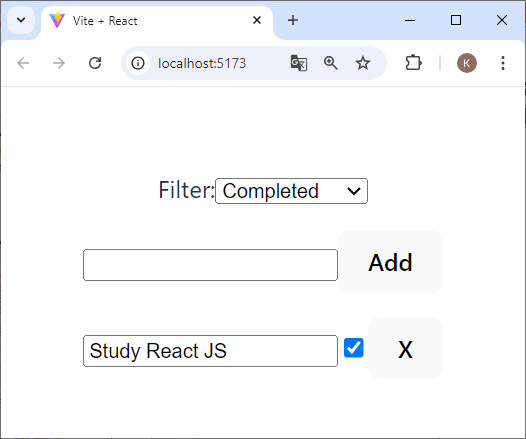 Vite + React
localhost:5173
K
Filter: Completed
Add
Study React JS
X